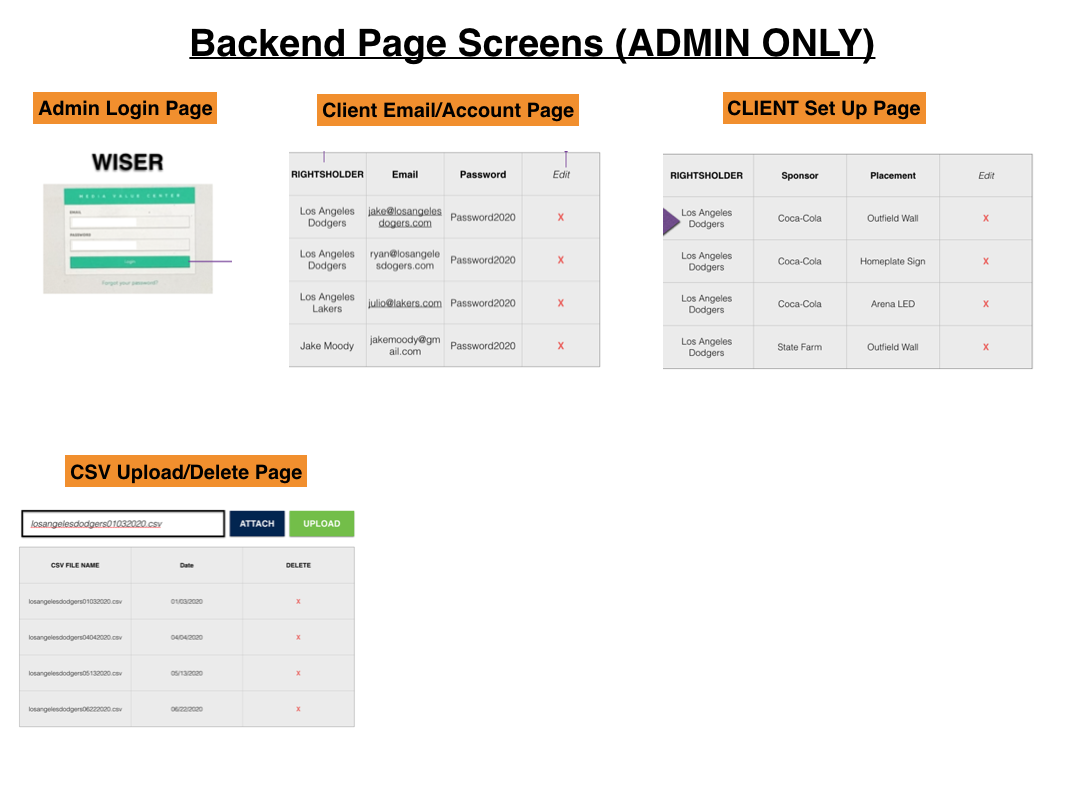 Backend Page Screens (ADMIN ONLY)
Admin Login Page
Client Email/Account Page
CLIENT Set Up Page
WISER
MEDIA VALUE CENTER
EMAIL
PASSWORD
Login
Forgot your password?
RIGHTSHOLDER Email Password Edit
Los Angeles
Dodgers
jake@losangeles
dogers.com
Password2020
X
Los Angeles
Dodgers
ryan@losangele
sdogers.com
Password2020
X
Los Angeles
Lakers
julio@lakers.com
Password2020
X
Jake Moody
jakemoody@gm
ail.com
Password2020
X
RIGHTSHOLDER Sponsor Placement Edit
Los Angeles
Dodgers
Coca-Cola
Outfield Wall
X
Los Angeles
Dodgers
Coca-Cola
Homeplate Sign
X
Los Angeles
Dodgers
Coca-Cola
Arena LED
X
Los Angeles
Dodgers
State Farm
Outfield Wall
X
CSV Upload/Delete Page
losangelesdodgers01032020.csv ATTACH UPLOAD
CSV FILE NAME Date DELETE
losangelesdodgers01032020.csv 01/03/2020 X
losangelesdodgers04042020.csv 04/04/2020 X
losangelesdodgers05132020.csv 05/13/2020 X
losangelesdodgers06222020.csv 06/22/2020 X